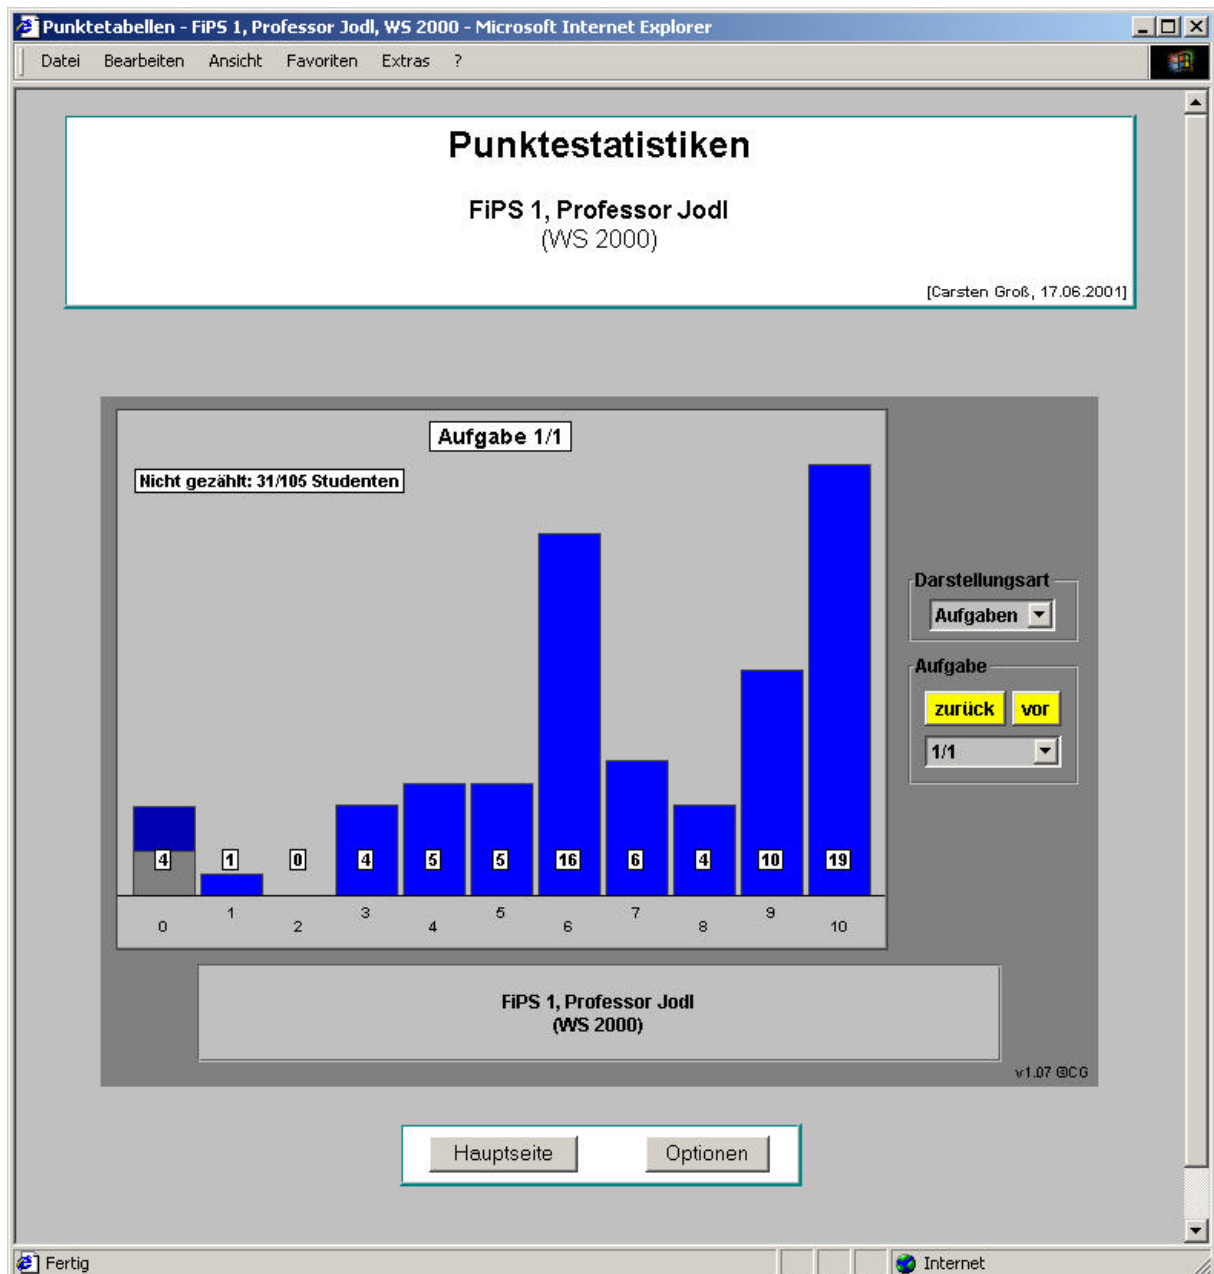 Punktetabellen - FiPS 1, Professor Jodl, WS 2000 - Microsoft Internet Explorer
Datei Bearbeiten Ansicht Favoriten Extras ?
Punktestatistiken
FiPS 1, Professor Jodl
(WS 2000)
[Carsten Groß, 17.06.2001]
Aufgabe 1/1
Nicht gezählt: 31/105 Studenten
4 1 0 4 5 5 16 6 4 10 19
0 1 2 3 4 5 6 7 8 9 10
Darstellungsart
Aufgaben
Aufgabe
zurück vor
1/1
FiPS 1, Professor Jodl
(WS 2000)
v1.07 ©CG
Hauptseite Optionen
Fertig Internet